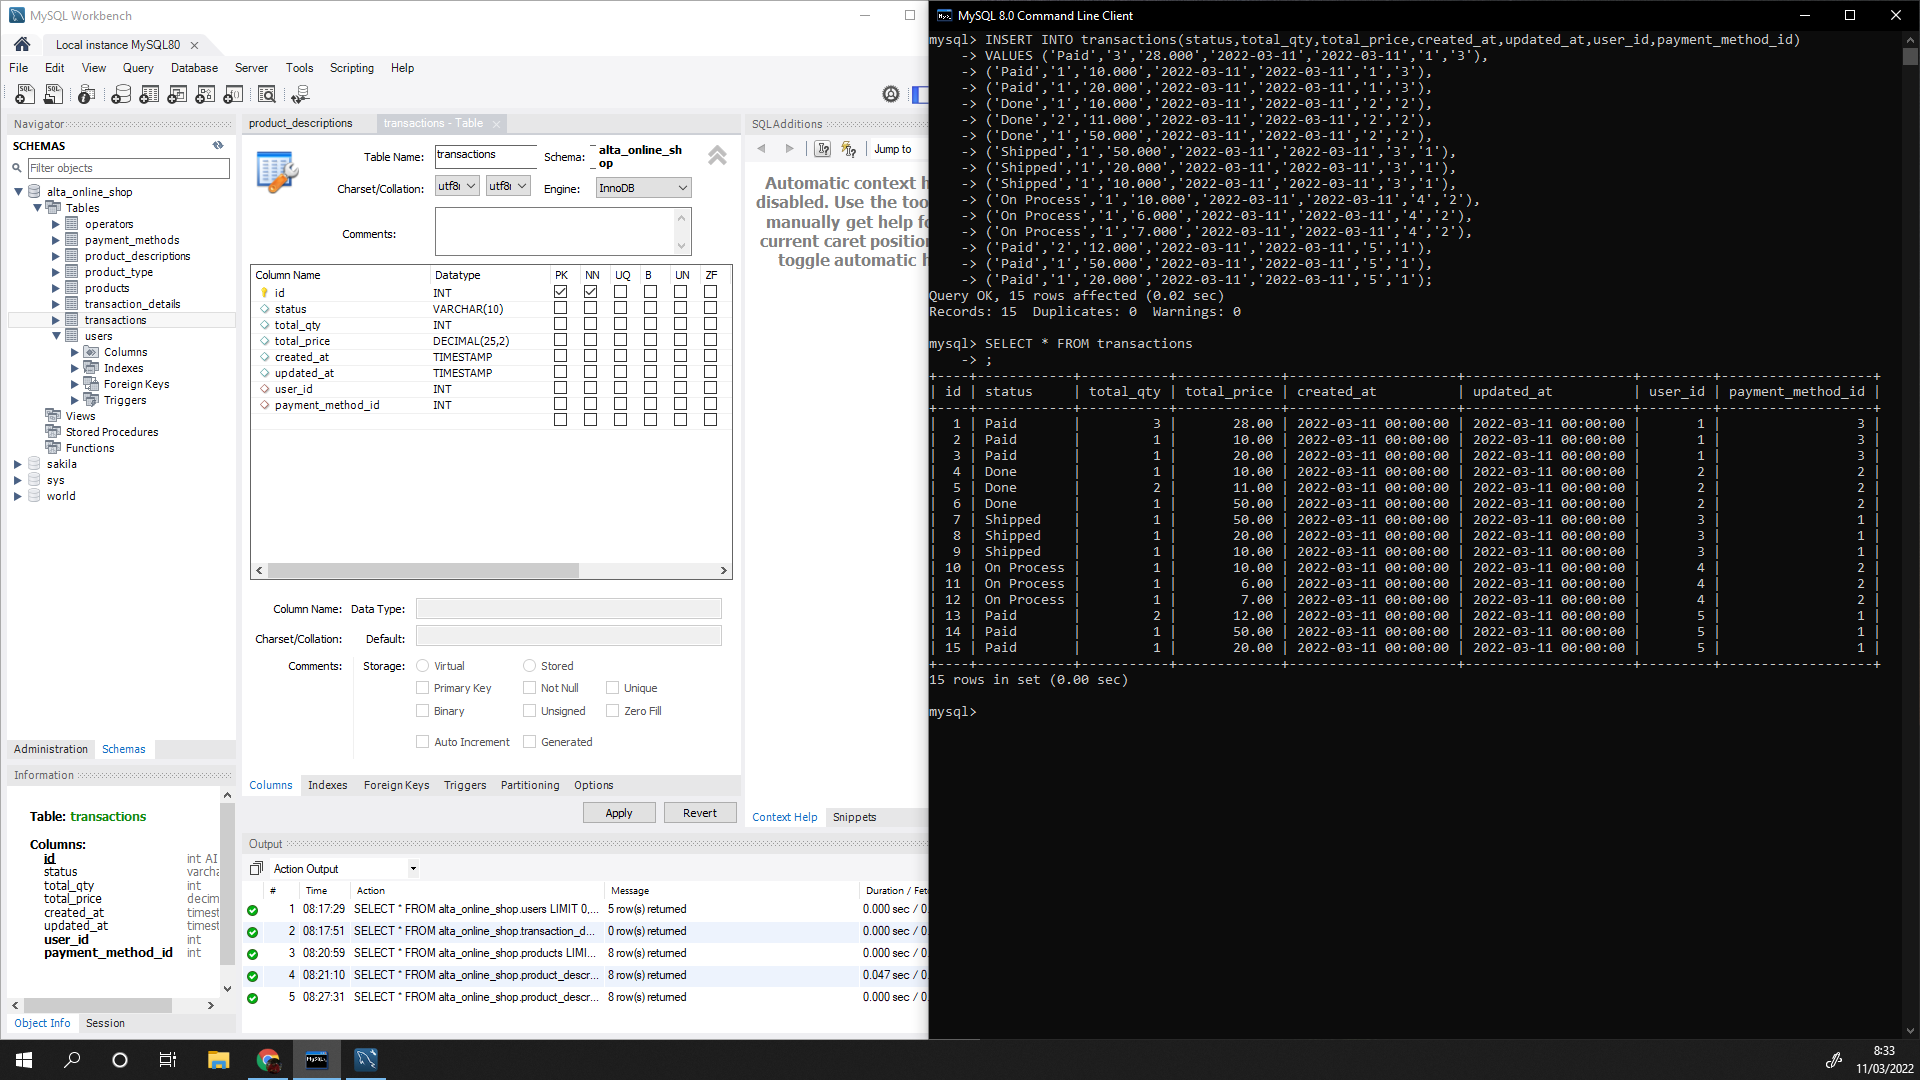 MySQL Workbench
Local instance MySQL80
File Edit View Query Database Server Tools Scripting Help
Navigator
SCHEMAS
Filter objects
alta_online_shop
Tables
operators
payment_methods
product_descriptions
product_type
products
transaction_details
transactions
users
Columns
Indexes
Foreign Keys
Triggers
Views
Stored Procedures
Functions
sakila
sys
world
Administration Schemas
Information
Table: transactions
Columns:
id int AI
status varcha
total_qty int
total_price decim
created_at timest
updated_at timest
user_id int
payment_method_id int
Object Info Session
product_descriptions transactions - Table
Table Name: transactions Schema: alta_online_sh
op
Charset/Collation: utf8 utf8 Engine: InnoDB
Comments:
Column Name Datatype PK NN UQ B UN ZF
id INT
status VARCHAR(10)
total_qty INT
total_price DECIMAL(25,2)
created_at TIMESTAMP
updated_at TIMESTAMP
user_id INT
payment_method_id INT
Column Name: Data Type:
Charset/Collation: Default:
Comments: Storage: Virtual Stored
Primary Key Not Null Unique
Binary Unsigned Zero Fill
Auto Increment Generated
Columns Indexes Foreign Keys Triggers Partitioning Options
Apply Revert
SQLAdditions
Jump to
Automatic context h
disabled. Use the too
manually get help fo
current caret position
toggle automatic h
Context Help Snippets
Output
Action Output
# Time Action Message Duration / Fet
1 08:17:29 SELECT * FROM alta_online_shop.users LIMIT 0,... 5 row(s) returned 0.000 sec / 0.
2 08:17:51 SELECT * FROM alta_online_shop.transaction_d... 0 row(s) returned 0.000 sec / 0.
3 08:20:59 SELECT * FROM alta_online_shop.products LIMI... 8 row(s) returned 0.000 sec / 0.
4 08:21:10 SELECT * FROM alta_online_shop.product_descr... 8 row(s) returned 0.047 sec / 0.
5 08:27:31 SELECT * FROM alta_online_shop.product_descr... 8 row(s) returned 0.000 sec / 0.
MySQL 8.0 Command Line Client
mysql> INSERT INTO transactions(status,total_qty,total_price,created_at,updated_at,user_id,payment_method_id)
-> VALUES ('Paid','3','28.000','2022-03-11','2022-03-11','1','3'),
-> ('Paid','1','10.000','2022-03-11','2022-03-11','1','3'),
-> ('Paid','1','20.000','2022-03-11','2022-03-11','1','3'),
-> ('Done','1','10.000','2022-03-11','2022-03-11','2','2'),
-> ('Done','2','11.000','2022-03-11','2022-03-11','2','2'),
-> ('Done','1','50.000','2022-03-11','2022-03-11','2','2'),
-> ('Shipped','1','50.000','2022-03-11','2022-03-11','3','1'),
-> ('Shipped','1','20.000','2022-03-11','2022-03-11','3','1'),
-> ('Shipped','1','10.000','2022-03-11','2022-03-11','3','1'),
-> ('On Process','1','10.000','2022-03-11','2022-03-11','4','2'),
-> ('On Process','1','6.000','2022-03-11','2022-03-11','4','2'),
-> ('On Process','1','7.000','2022-03-11','2022-03-11','4','2'),
-> ('Paid','2','12.000','2022-03-11','2022-03-11','5','1'),
-> ('Paid','1','50.000','2022-03-11','2022-03-11','5','1'),
-> ('Paid','1','20.000','2022-03-11','2022-03-11','5','1');
Query OK, 15 rows affected (0.02 sec)
Records: 15 Duplicates: 0 Warnings: 0
mysql> SELECT * FROM transactions
-> ;
| id | status | total_qty | total_price | created_at | updated_at | user_id | payment_method_id |
| 1 | Paid | 3 | 28.00 | 2022-03-11 00:00:00 | 2022-03-11 00:00:00 | 1 | 3 |
| 2 | Paid | 1 | 10.00 | 2022-03-11 00:00:00 | 2022-03-11 00:00:00 | 1 | 3 |
| 3 | Paid | 1 | 20.00 | 2022-03-11 00:00:00 | 2022-03-11 00:00:00 | 1 | 3 |
| 4 | Done | 1 | 10.00 | 2022-03-11 00:00:00 | 2022-03-11 00:00:00 | 2 | 2 |
| 5 | Done | 2 | 11.00 | 2022-03-11 00:00:00 | 2022-03-11 00:00:00 | 2 | 2 |
| 6 | Done | 1 | 50.00 | 2022-03-11 00:00:00 | 2022-03-11 00:00:00 | 2 | 2 |
| 7 | Shipped | 1 | 50.00 | 2022-03-11 00:00:00 | 2022-03-11 00:00:00 | 3 | 1 |
| 8 | Shipped | 1 | 20.00 | 2022-03-11 00:00:00 | 2022-03-11 00:00:00 | 3 | 1 |
| 9 | Shipped | 1 | 10.00 | 2022-03-11 00:00:00 | 2022-03-11 00:00:00 | 3 | 1 |
| 10 | On Process | 1 | 10.00 | 2022-03-11 00:00:00 | 2022-03-11 00:00:00 | 4 | 2 |
| 11 | On Process | 1 | 6.00 | 2022-03-11 00:00:00 | 2022-03-11 00:00:00 | 4 | 2 |
| 12 | On Process | 1 | 7.00 | 2022-03-11 00:00:00 | 2022-03-11 00:00:00 | 4 | 2 |
| 13 | Paid | 2 | 12.00 | 2022-03-11 00:00:00 | 2022-03-11 00:00:00 | 5 | 1 |
| 14 | Paid | 1 | 50.00 | 2022-03-11 00:00:00 | 2022-03-11 00:00:00 | 5 | 1 |
| 15 | Paid | 1 | 20.00 | 2022-03-11 00:00:00 | 2022-03-11 00:00:00 | 5 | 1 |
15 rows in set (0.00 sec)
mysql>
8:33
11/03/2022